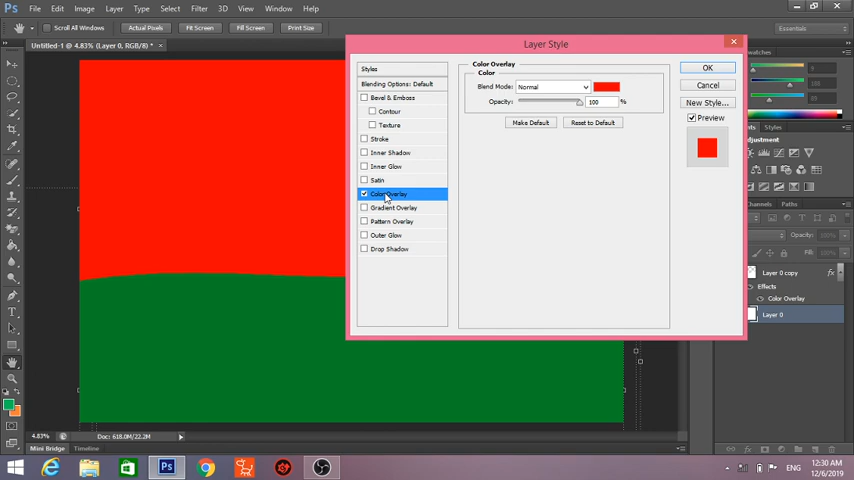 Ps File Edit Image Layer Type Select Filter 3D View Window Help
Scroll All Windows Actual Pixels Fit Screen Fill Screen Print Size Essentials
Untitled-1 @ 4.83% (Layer 0, RGB/8) * ×
Layer Style
Styles
Blending Options: Default
Bevel & Emboss
Contour
Texture
Stroke
Inner Shadow
Inner Glow
Satin
Color Overlay
Gradient Overlay
Pattern Overlay
Outer Glow
Drop Shadow
Color Overlay
Color
Blend Mode: Normal
Opacity: 100 %
Make Default Reset to Default
OK
Cancel
New Style...
Preview
Styles
Paths
Opacity:
Layer 0 copy fx
Effects
Color Overlay
Layer 0
4.83% Doc: 618.0M/22.2M
Mini Bridge Timeline
Ps
ENG 12:30 AM
12/6/2019